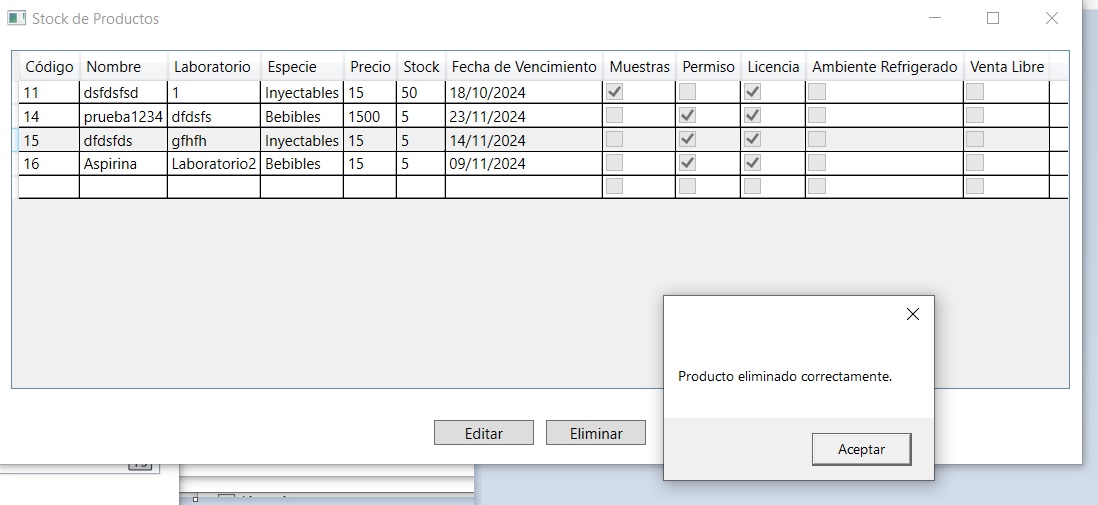 Stock de Productos
Código Nombre Laboratorio Especie Precio Stock Fecha de Vencimiento Muestras Permiso Licencia Ambiente Refrigerado Venta Libre
11 dsfdsfsd 1 Inyectables 15 50 18/10/2024
14 prueba1234 dfdsfs Bebibles 1500 5 23/11/2024
15 dfdsfds gfhfh Inyectables 15 5 14/11/2024
16 Aspirina Laboratorio2 Bebibles 15 5 09/11/2024
Producto eliminado correctamente.
Editar Eliminar
Aceptar